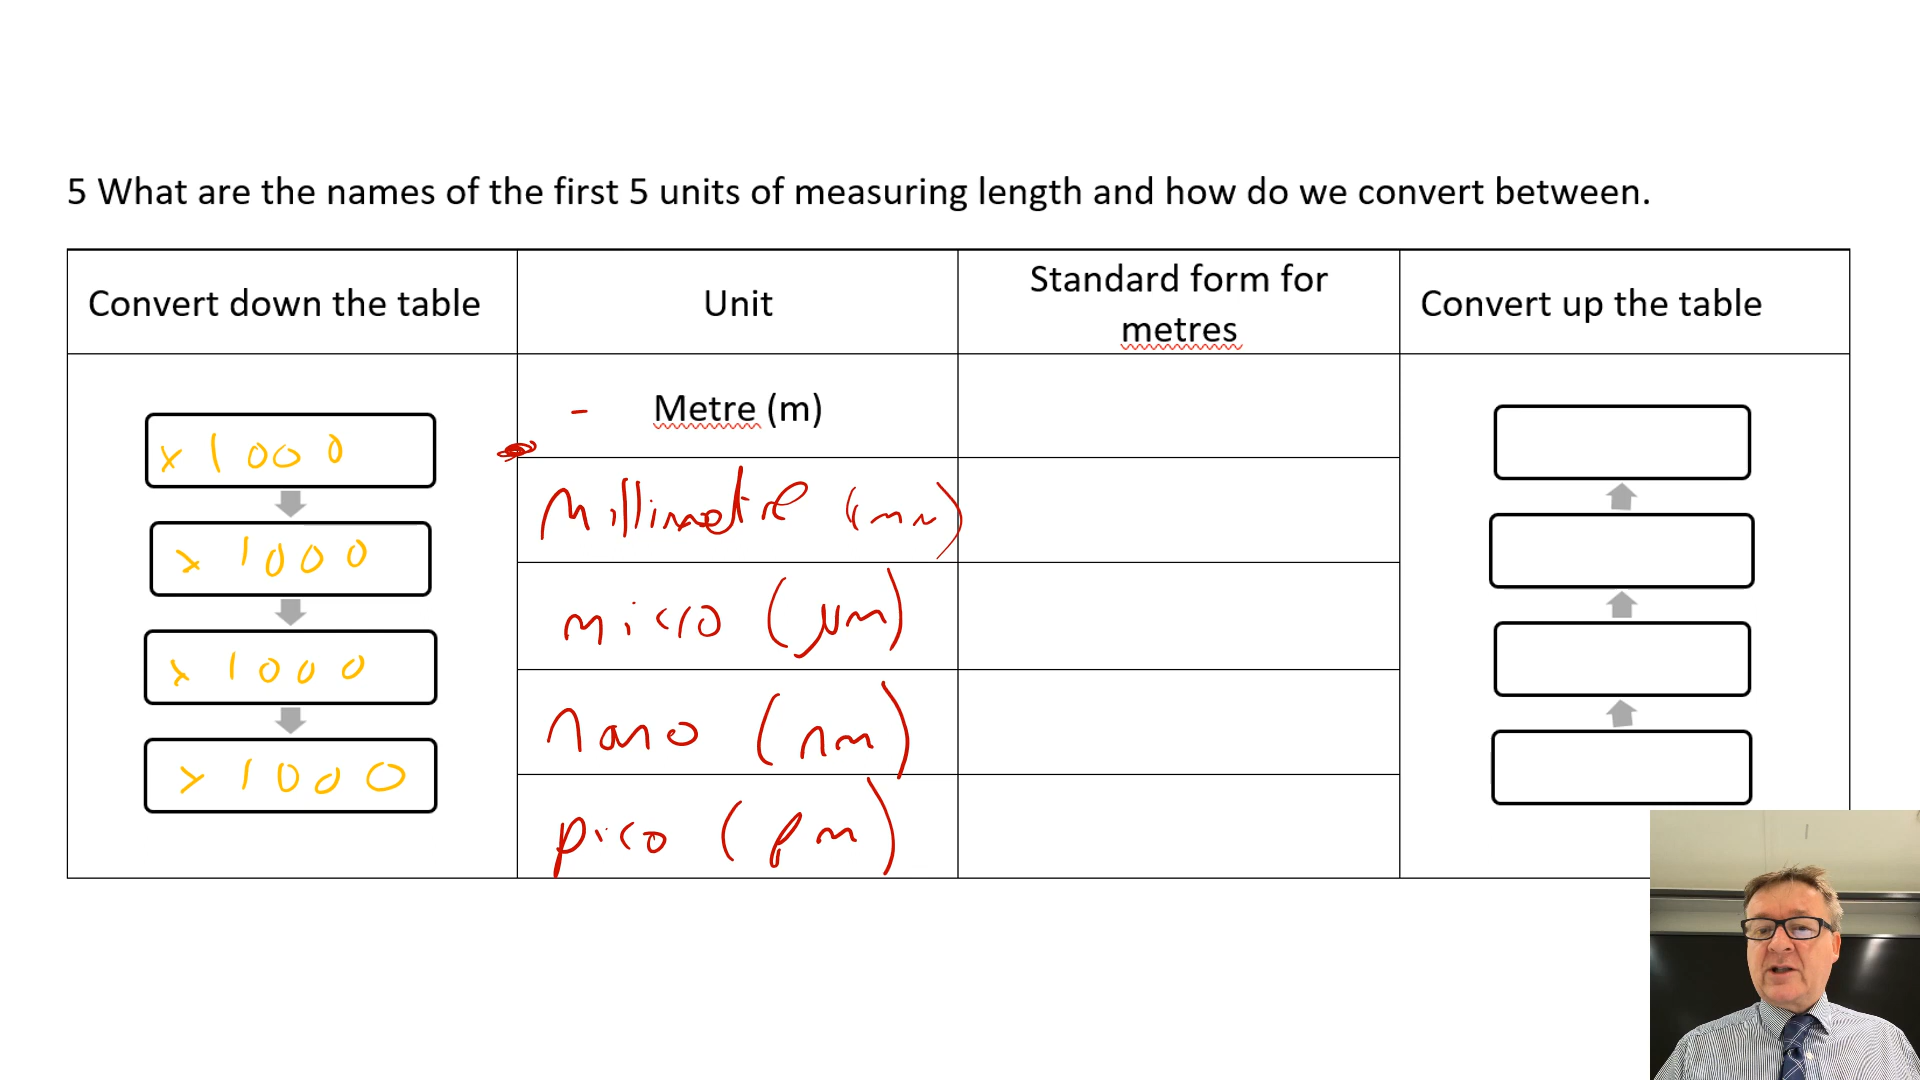 5 What are the names of the first 5 units of measuring length and how do we convert between.
Convert down the table
Unit
Standard form for
metres
Convert up the table
- Metre (m)
x 1000
Millimetre (mm)
x 1000
micro (μm)
x 1000
nano (nm)
x 1000
pico (pm)